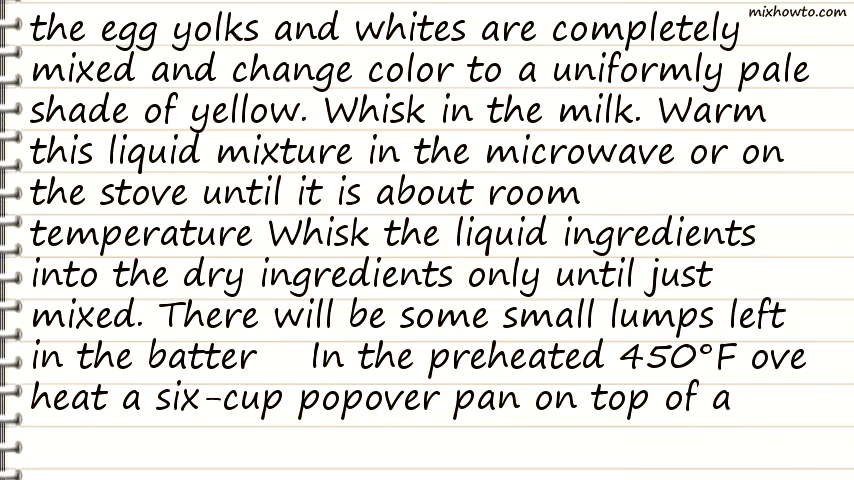 mixhowto.com
the egg yolks and whites are completely
mixed and change color to a uniformly pale
shade of yellow. Whisk in the milk. Warm
this liquid mixture in the microwave or on
the stove until it is about room
temperature Whisk the liquid ingredients
into the dry ingredients only until just
mixed. There will be some small lumps left
in the batter In the preheated 450°F ove
heat a six-cup popover pan on top of a